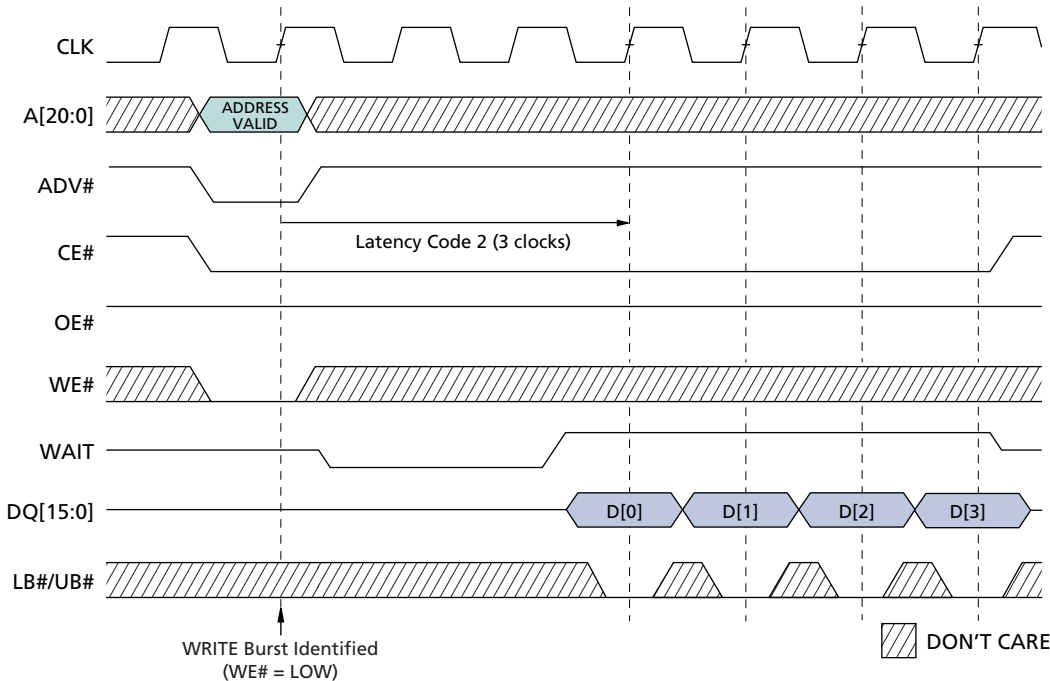 CLK
A[20:0]
ADDRESS
VALID
ADV#
Latency Code 2 (3 clocks)
CE#
OE#
WE#
WAIT
DQ[15:0]
D[0]
D[1]
D[2]
D[3]
LB#/UB#
WRITE Burst Identified
(WE# = LOW)
DON'T CARE